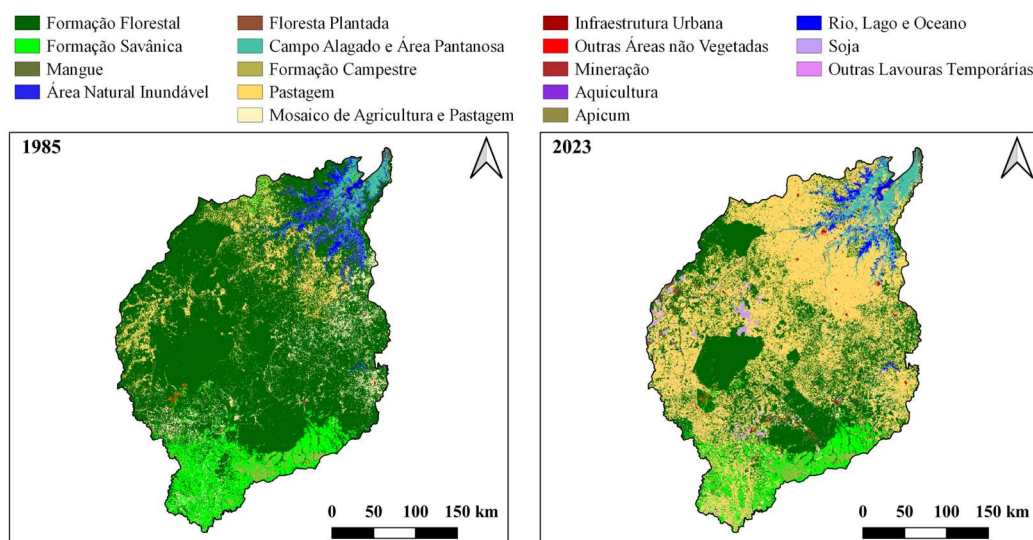 Formação Florestal
Formação Savânica
Mangue
Área Natural Inundável
Floresta Plantada
Campo Alagado e Área Pantanosa
Formação Campestre
Pastagem
Mosaico de Agricultura e Pastagem
Infraestrutura Urbana
Outras Áreas não Vegetadas
Mineração
Aquicultura
Apicum
Rio, Lago e Oceano
Soja
Outras Lavouras Temporárias
1985
0 50 100 150 km
2023
0 50 100 150 km